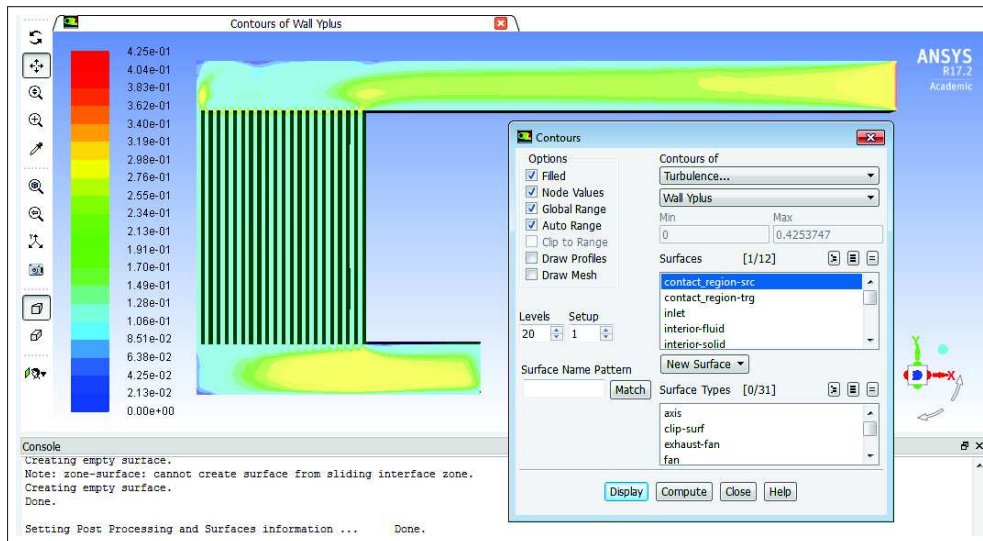 Contours of Wall Yplus
4.25e-01
4.04e-01
3.83e-01
3.62e-01
3.40e-01
3.19e-01
2.98e-01
2.76e-01
2.55e-01
2.34e-01
2.13e-01
1.91e-01
1.70e-01
1.49e-01
1.28e-01
1.06e-01
8.51e-02
6.38e-02
4.25e-02
2.13e-02
0.00e+00
ANSYS
R17.2
Academic
Contours
Options
Filled
Node Values
Global Range
Auto Range
Clip to Range
Draw Profiles
Draw Mesh
Levels Setup
20 1
Surface Name Pattern
Match
Contours of
Turbulence...
Wall Yplus
Min Max
0 0.4253747
Surfaces [1/12]
contact_region-src
contact_region-trg
inlet
interior-fluid
interior-solid
New Surface
Surface Types [0/31]
axis
clip-surf
exhaust-fan
fan
Display Compute Close Help
Y
X
Console
Creating empty surface.
Note: zone-surface: cannot create surface from sliding interface zone.
Creating empty surface.
Done.
Setting Post Processing and Surfaces information ... Done.